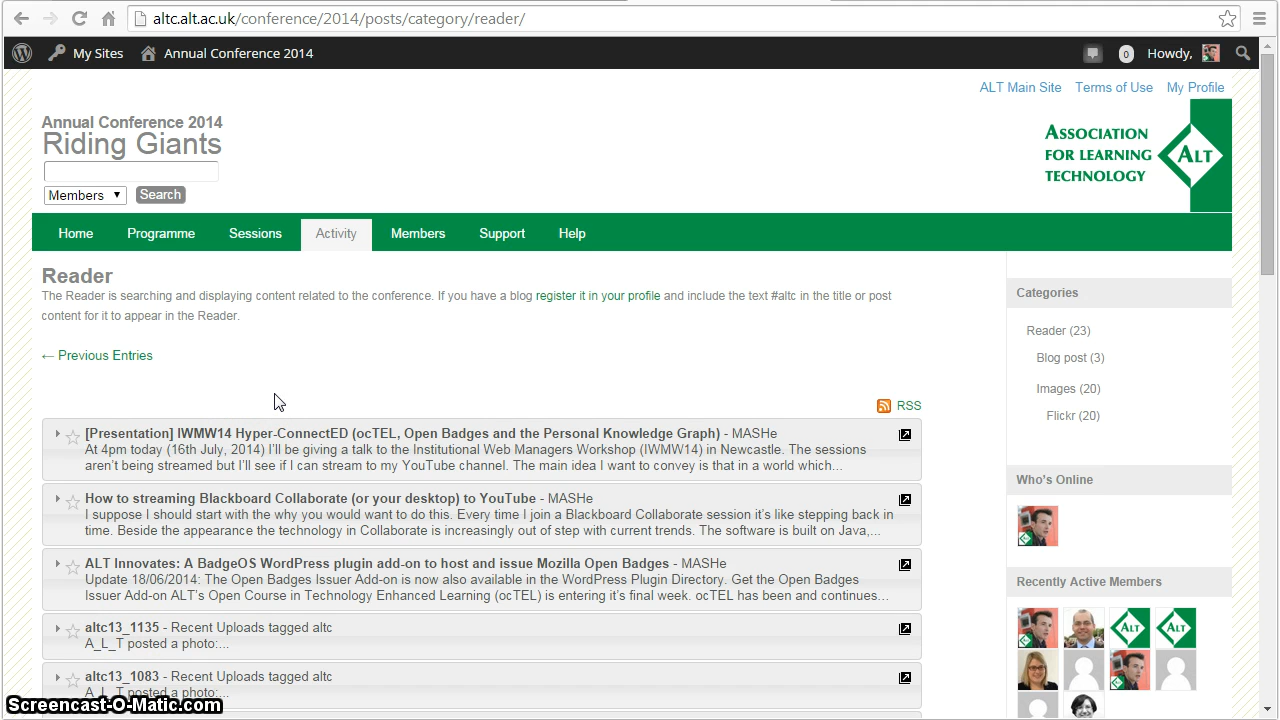 altc.alt.ac.uk/conference/2014/posts/category/reader/
My Sites
Annual Conference 2014
0
Howdy,
ALT Main Site
Terms of Use
My Profile
Annual Conference 2014
Riding Giants
Members
Search
ASSOCIATION
FOR LEARNING
TECHNOLOGY
ALT
Home
Programme
Sessions
Activity
Members
Support
Help
Reader
The Reader is searching and displaying content related to the conference. If you have a blog register it in your profile and include the text #altc in the title or post
content for it to appear in the Reader.
← Previous Entries
RSS
[Presentation] IWMW14 Hyper-ConnectED (ocTEL, Open Badges and the Personal Knowledge Graph) - MASHe
At 4pm today (16th July, 2014) I'll be giving a talk to the Institutional Web Managers Workshop (IWMW14) in Newcastle. The sessions
aren't being streamed but I'll see if I can stream to my YouTube channel. The main idea I want to convey is that in a world which...
How to streaming Blackboard Collaborate (or your desktop) to YouTube - MASHe
I suppose I should start with the why you would want to do this. Every time I join a Blackboard Collaborate session it's like stepping back in
time. Beside the appearance the technology in Collaborate is increasingly out of step with current trends. The software is built on Java,...
ALT Innovates: A BadgeOS WordPress plugin add-on to host and issue Mozilla Open Badges - MASHe
Update 18/06/2014: The Open Badges Issuer Add-on is now also available in the WordPress Plugin Directory. Get the Open Badges
Issuer Add-on ALT's Open Course in Technology Enhanced Learning (ocTEL) is entering it's final week. ocTEL has been and continues...
altc13_1135 - Recent Uploads tagged altc
A_L_T posted a photo:...
altc13_1083 - Recent Uploads tagged altc
A_L_T posted a photo:...
Categories
Reader (23)
Blog post (3)
Images (20)
Flickr (20)
Who's Online
Recently Active Members
ALT
ALT
Screencast-O-Matic.com